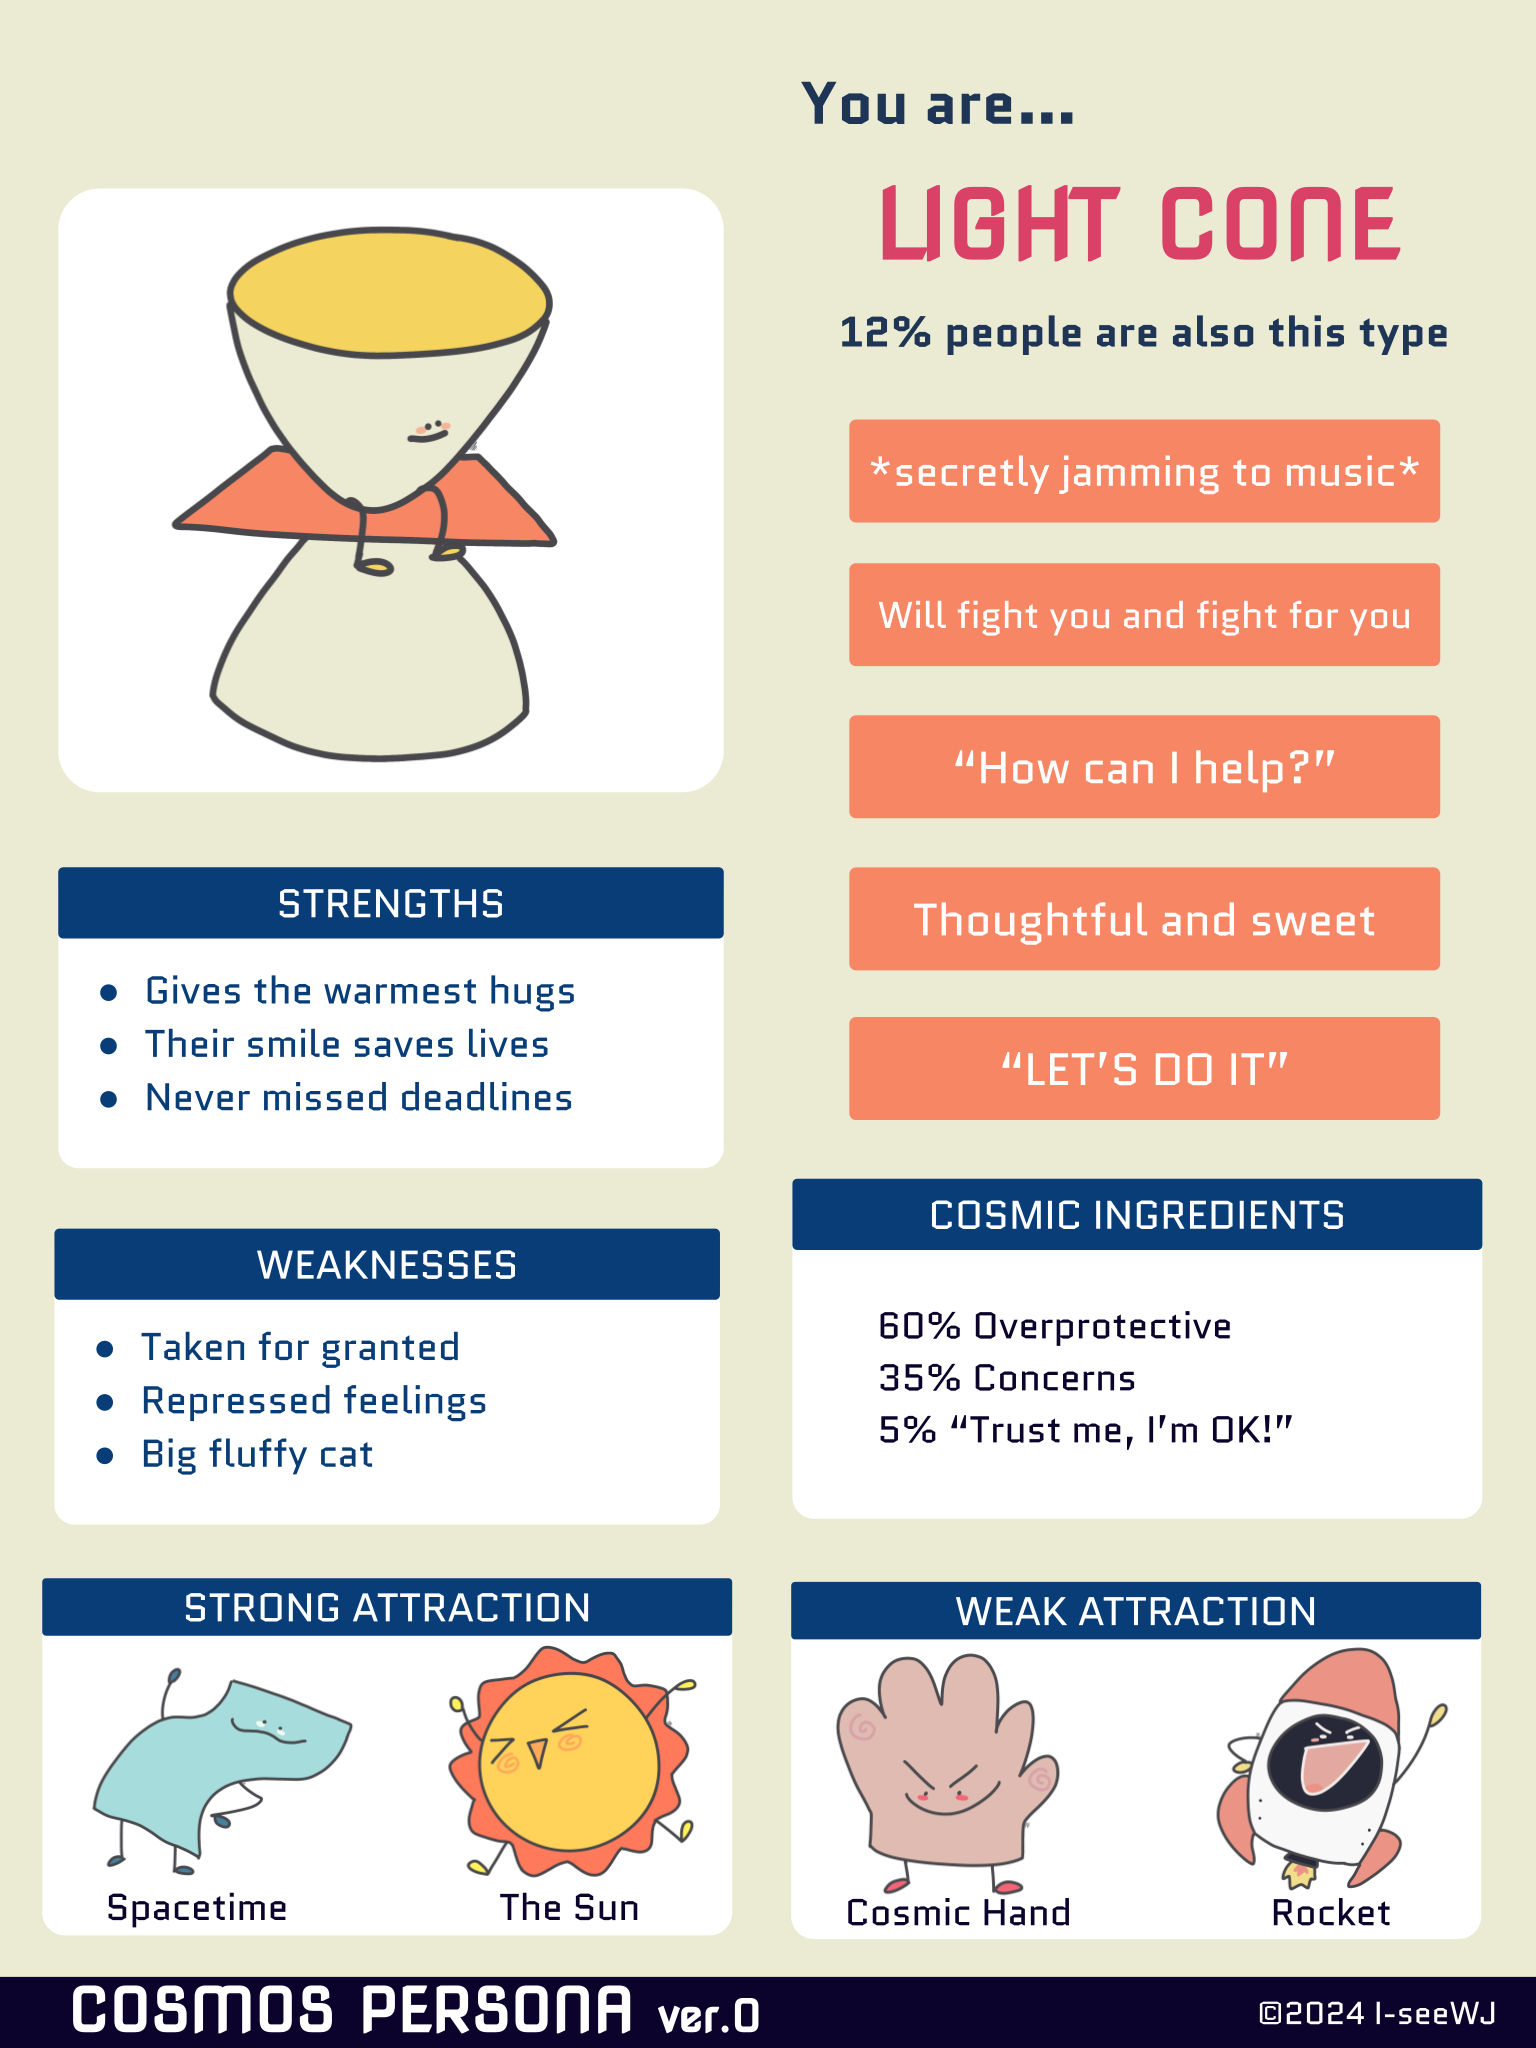 You are...
LIGHT CONE
12% people are also this type
*secretly jamming to music*
Will fight you and fight for you
“How can I help?”
Thoughtful and sweet
“LET’S DO IT”
STRENGTHS
● Gives the warmest hugs
● Their smile saves lives
● Never missed deadlines
WEAKNESSES
● Taken for granted
● Repressed feelings
● Big fluffy cat
COSMIC INGREDIENTS
60% Overprotective
35% Concerns
5% “Trust me, I’m OK!”
STRONG ATTRACTION
Spacetime
The Sun
WEAK ATTRACTION
Cosmic Hand
Rocket
COSMOS PERSONA ver.0
©2024 I-seeWJ